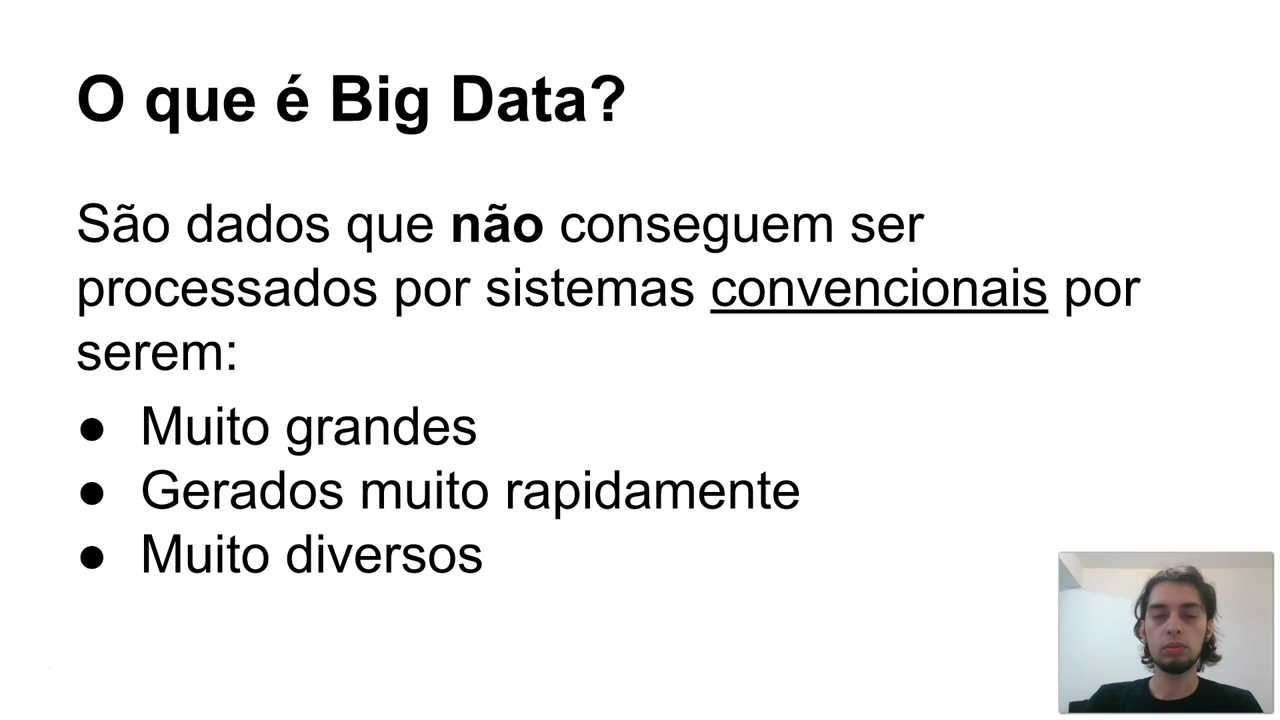 O que é Big Data?
São dados que não conseguem ser
processados por sistemas convencionais por
serem:
● Muito grandes
● Gerados muito rapidamente
● Muito diversos